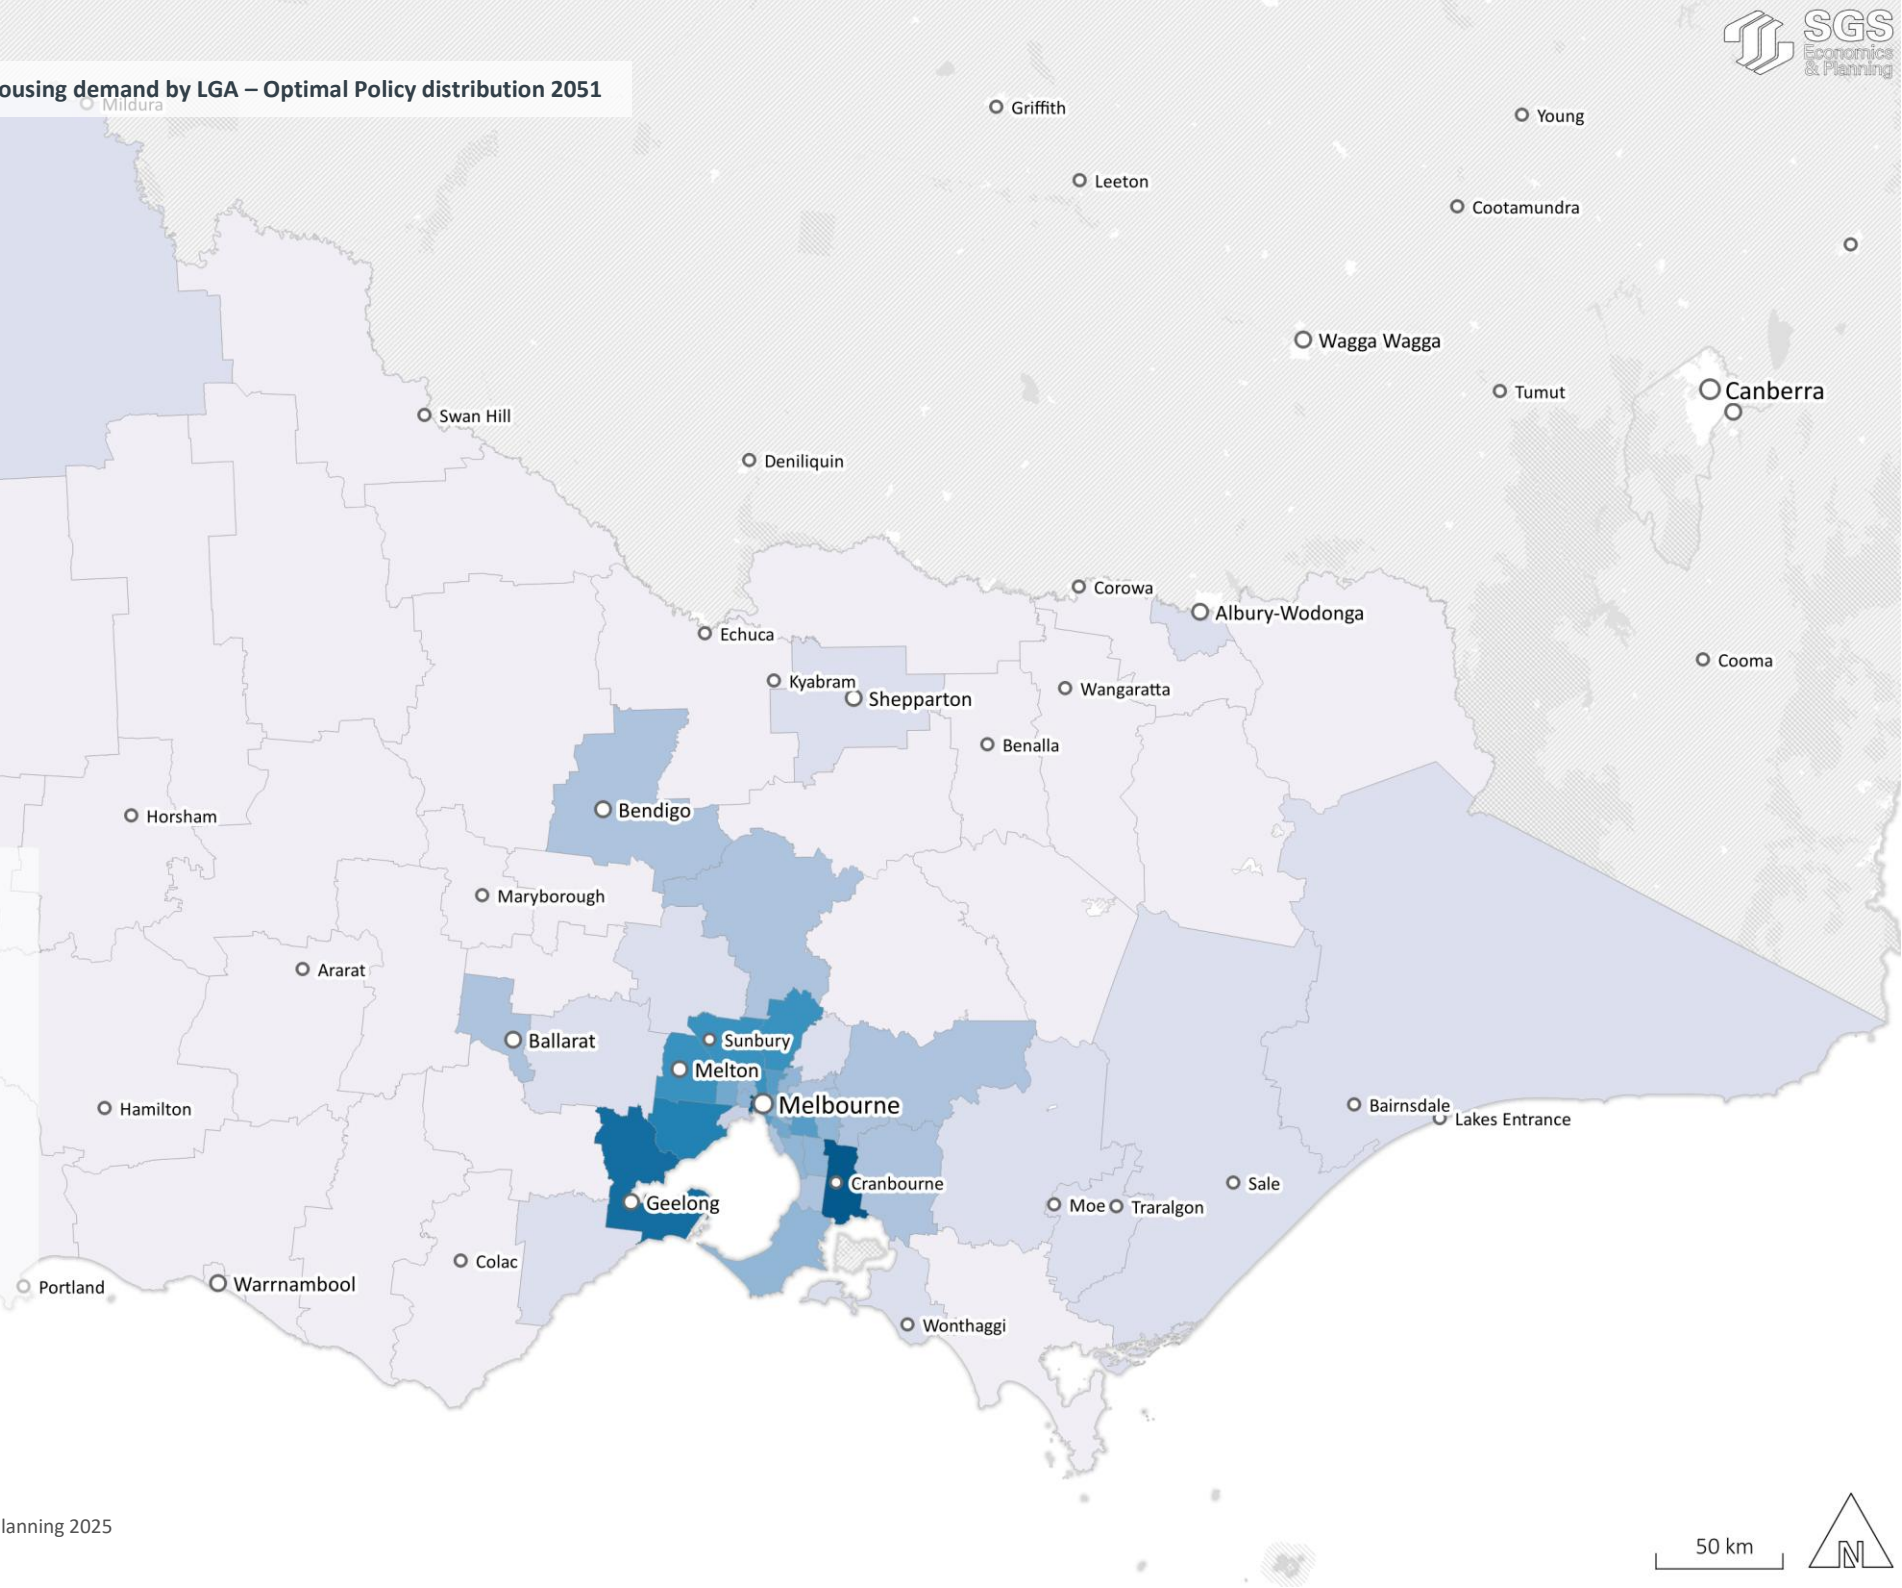 SGS
Economics
& Planning
ousing demand by LGA – Optimal Policy distribution 2051
Mildura
Griffith
Young
Leeton
Cootamundra
Wagga Wagga
Tumut
Canberra
Swan Hill
Deniliquin
Corowa
Albury-Wodonga
Echuca
Cooma
Kyabram
Wangaratta
Shepparton
Benalla
Bendigo
Horsham
Maryborough
Ararat
Ballarat
Sunbury
Melton
Melbourne
Hamilton
Bairnsdale
Lakes Entrance
Cranbourne
Sale
Geelong
Moe
Traralgon
Colac
Portland
Warrnambool
Wonthaggi
lanning 2025
50 km
N